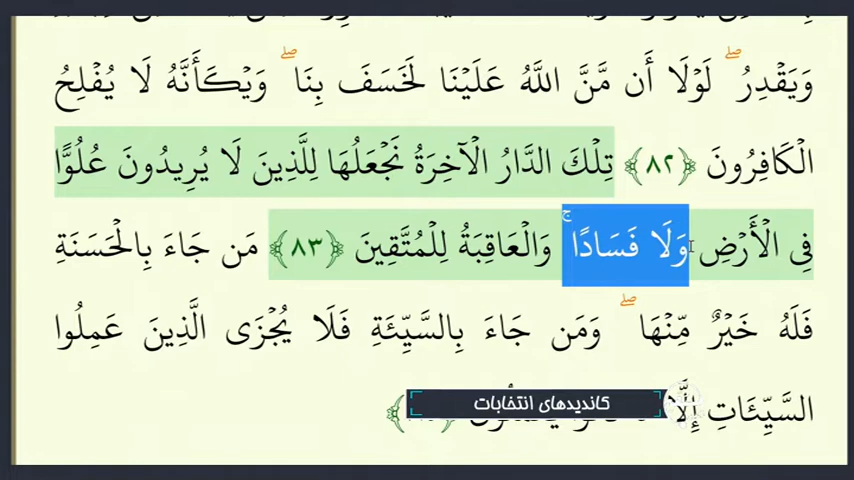 وَيَقْدِرُ ۖ لَوْلَا أَن مَّنَّ اللَّهُ عَلَيْنَا لَخَسَفَ بِنَا ۖ وَيْكَأَنَّهُ لَا يُفْلِحُ
الْكَافِرُونَ ﴿٨٢﴾ تِلْكَ الدَّارُ الْآخِرَةُ نَجْعَلُهَا لِلَّذِينَ لَا يُرِيدُونَ عُلُوًّا
فِي الْأَرْضِ وَلَا فَسَادًا ۚ وَالْعَاقِبَةُ لِلْمُتَّقِينَ ﴿٨٣﴾ مَن جَاءَ بِالْحَسَنَةِ
فَلَهُ خَيْرٌ مِّنْهَا ۖ وَمَن جَاءَ بِالسَّيِّئَةِ فَلَا يُجْزَى الَّذِينَ عَمِلُوا
السَّيِّئَاتِ إِلَّا
کاندیدهای انتخابات